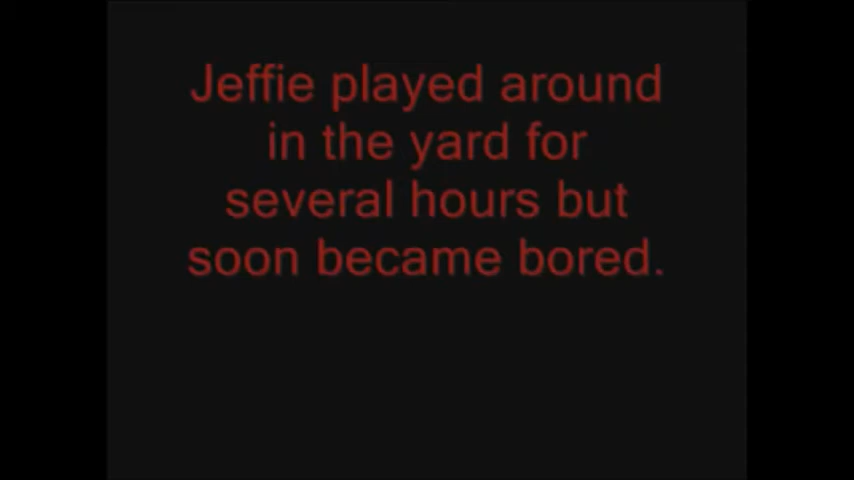 Jeffie played around
in the yard for
several hours but
soon became bored.